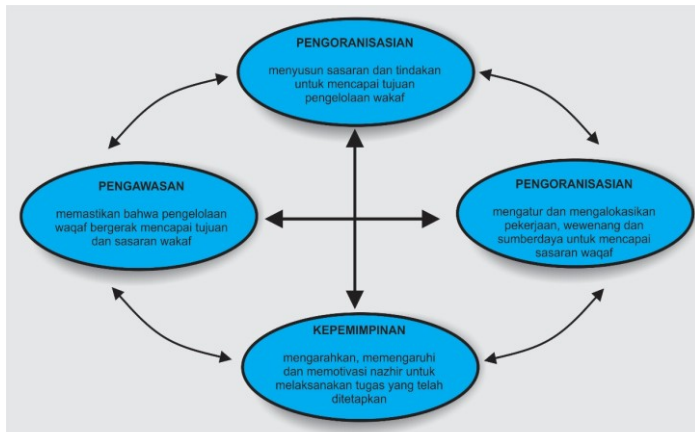 PENGORANISASIAN
menyusun sasaran dan tindakan
untuk mencapai tujuan
pengelolaan wakaf
PENGAWASAN
memastikan bahwa pengelolaan
waqaf bergerak mencapai tujuan
dan sasaran wakaf
PENGORANISASIAN
mengatur dan mengalokasikan
pekerjaan, wewenang dan
sumberdaya untuk mencapai
sasaran waqaf
KEPEMIMPINAN
mengarahkan, memengaruhi
dan memotivasi nazhir untuk
melaksanakan tugas yang telah
ditetapkan